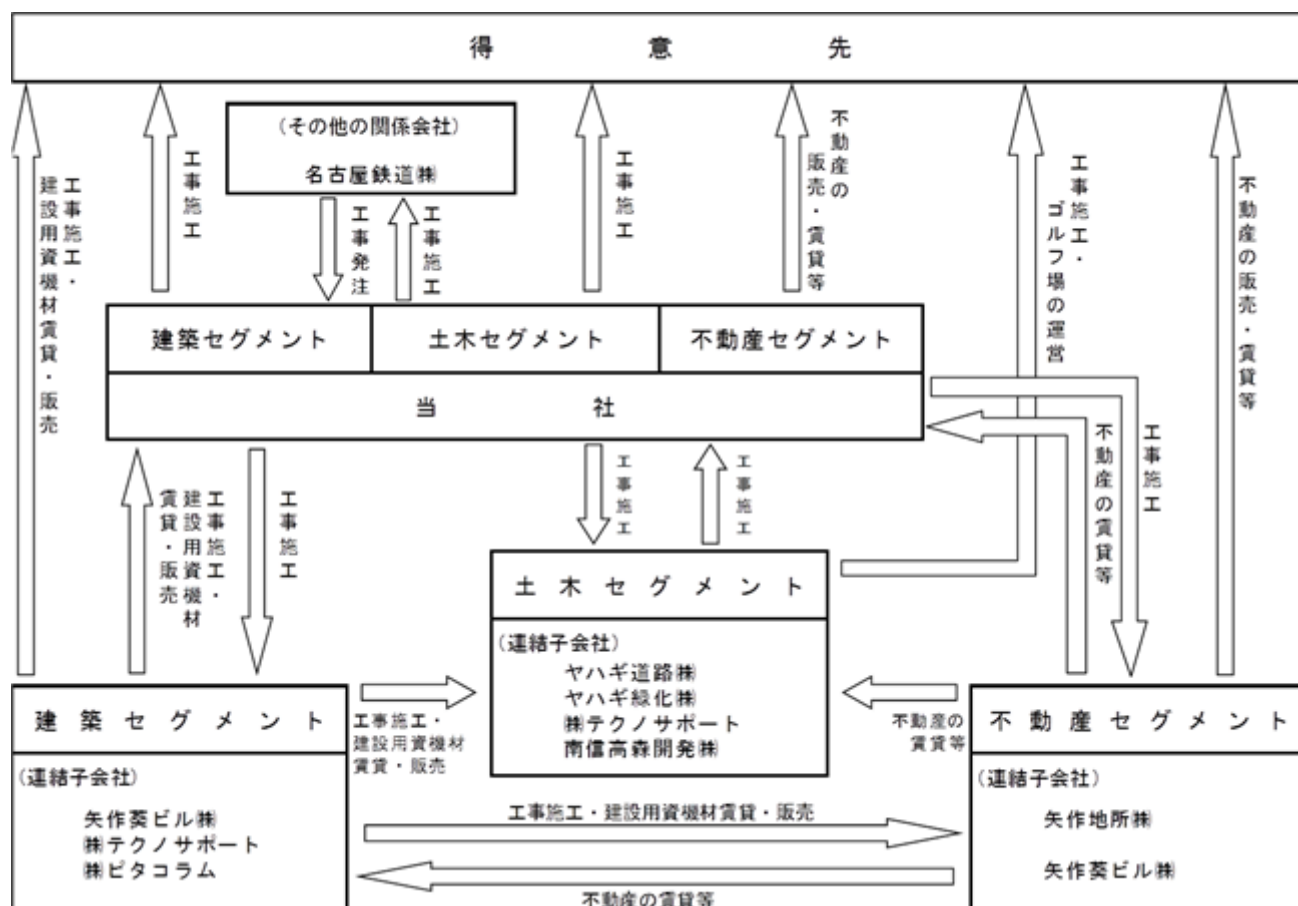 得意先
(その他の関係会社)
名古屋鉄道㈱
工事施工・
建設用資機材賃貸・販売
工事施工
工事発注
工事施工
工事施工
不動産の
販売・賃貸等
工事施工・
ゴルフ場の運営
不動産の販売・賃貸等
建築セグメント
土木セグメント
不動産セグメント
当社
工事施工・
建設用資機材
賃貸・販売
工事施工
工事施工
工事施工
不動産の賃貸等
工事施工
土木セグメント
(連結子会社)
ヤハギ道路㈱
ヤハギ緑化㈱
㈱テクノサポート
南信高森開発㈱
建築セグメント
(連結子会社)
矢作葵ビル㈱
㈱テクノサポート
㈱ピタコラム
工事施工・
建設用資機材
賃貸・販売
不動産の
賃貸等
不動産セグメント
(連結子会社)
矢作地所㈱
矢作葵ビル㈱
工事施工・建設用資機材賃貸・販売
不動産の賃貸等